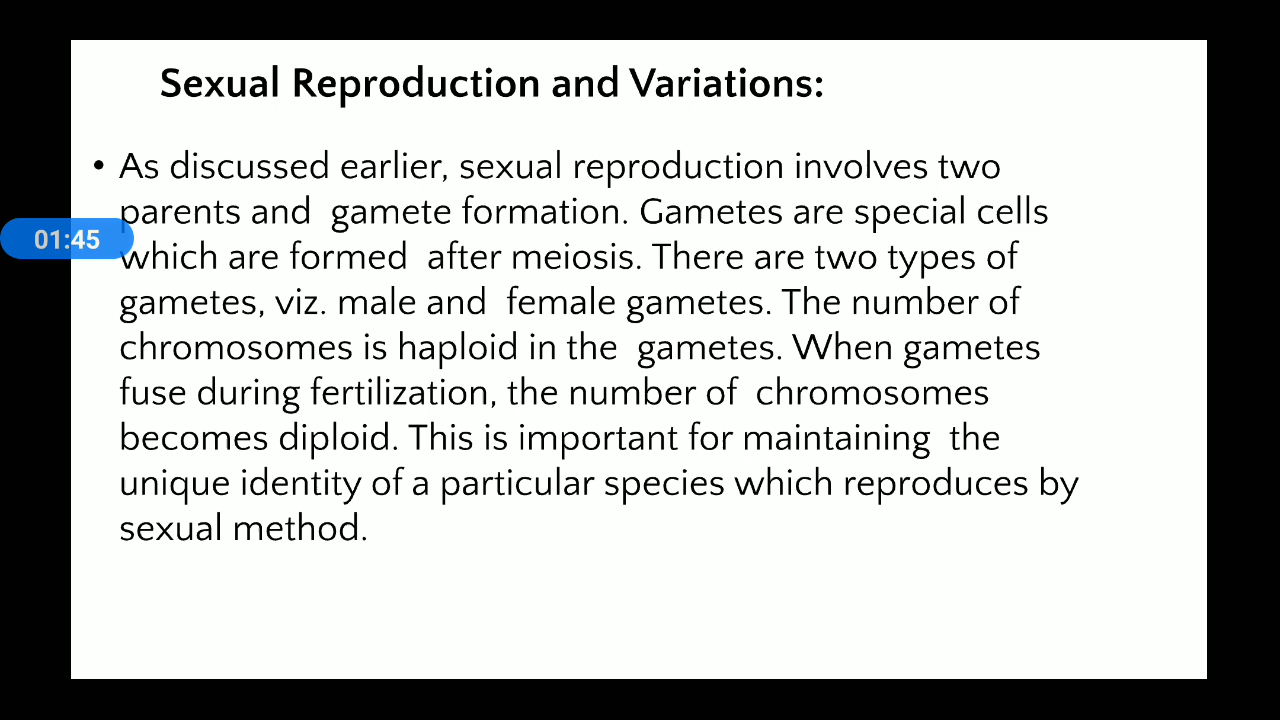 Sexual Reproduction and Variations:
• As discussed earlier, sexual reproduction involves two
parents and gamete formation. Gametes are special cells
01:45
which are formed after meiosis. There are two types of
gametes, viz. male and female gametes. The number of
chromosomes is haploid in the gametes. When gametes
fuse during fertilization, the number of chromosomes
becomes diploid. This is important for maintaining the
unique identity of a particular species which reproduces by
sexual method.